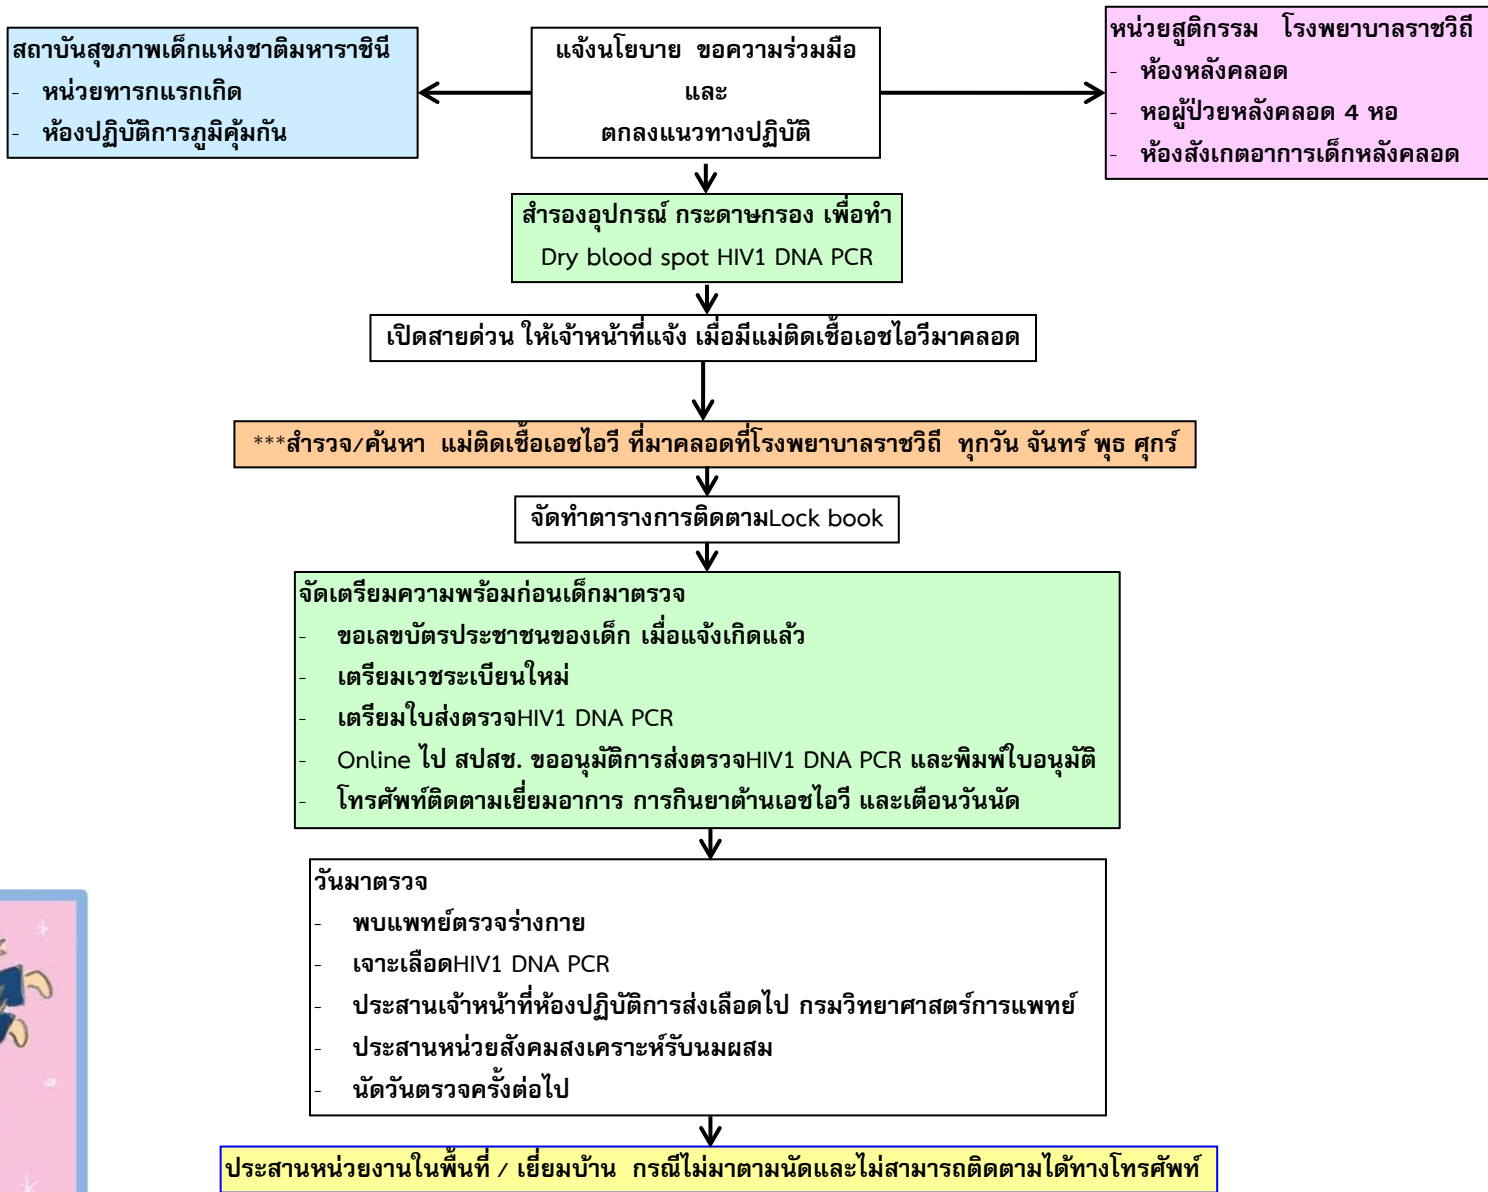 สถาบันสุขภาพเด็กแห่งชาติมหาราชินี
- หน่วยทารกแรกเกิด
- ห้องปฏิบัติการภูมิคุ้มกัน
แจ้งนโยบาย ขอความร่วมมือ
และ
ตกลงแนวทางปฏิบัติ
หน่วยสูติกรรม โรงพยาบาลราชวิถี
- ห้องหลังคลอด
- หอผู้ป่วยหลังคลอด 4 หอ
- ห้องสังเกตอาการเด็กหลังคลอด
สำรองอุปกรณ์ กระดาษกรอง เพื่อทำ
Dry blood spot HIV1 DNA PCR
เปิดสายด่วน ให้เจ้าหน้าที่แจ้ง เมื่อมีแม่ติดเชื้อเอชไอวีมาคลอด
***สำรวจ/ค้นหา แม่ติดเชื้อเอชไอวี ที่มาคลอดที่โรงพยาบาลราชวิถี ทุกวัน จันทร์ พุธ ศุกร์
จัดทำตารางการติดตามLock book
จัดเตรียมความพร้อมก่อนเด็กมาตรวจ
- ขอเลขบัตรประชาชนของเด็ก เมื่อแจ้งเกิดแล้ว
- เตรียมเวชระเบียนใหม่
- เตรียมใบส่งตรวจHIV1 DNA PCR
- Online ไป สปสช. ขออนุมัติการส่งตรวจHIV1 DNA PCR และพิมพ์ใบอนุมัติ
- โทรศัพท์ติดตามเยี่ยมอาการ การกินยาต้านเอชไอวี และเตือนวันนัด
วันมาตรวจ
- พบแพทย์ตรวจร่างกาย
- เจาะเลือดHIV1 DNA PCR
- ประสานเจ้าหน้าที่ห้องปฏิบัติการส่งเลือดไป กรมวิทยาศาสตร์การแพทย์
- ประสานหน่วยสังคมสงเคราะห์รับนมผสม
- นัดวันตรวจครั้งต่อไป
ประสานหน่วยงานในพื้นที่ / เยี่ยมบ้าน กรณีไม่มาตามนัดและไม่สามารถติดตามได้ทางโทรศัพท์